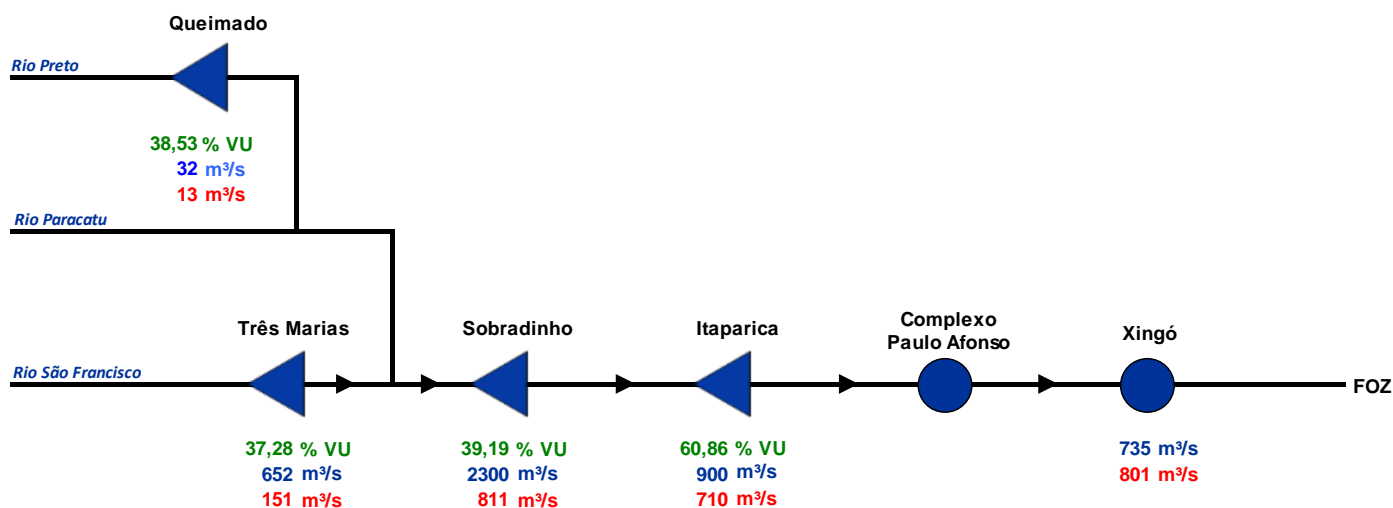 Queimado
Rio Preto
38,53 % VU
32 m³/s
13 m³/s
Rio Paracatu
Três Marias
Sobradinho
Itaparica
Complexo
Paulo Afonso
Xingó
Rio São Francisco
FOZ
37,28 % VU
652 m³/s
151 m³/s
39,19 % VU
2300 m³/s
811 m³/s
60,86 % VU
900 m³/s
710 m³/s
735 m³/s
801 m³/s